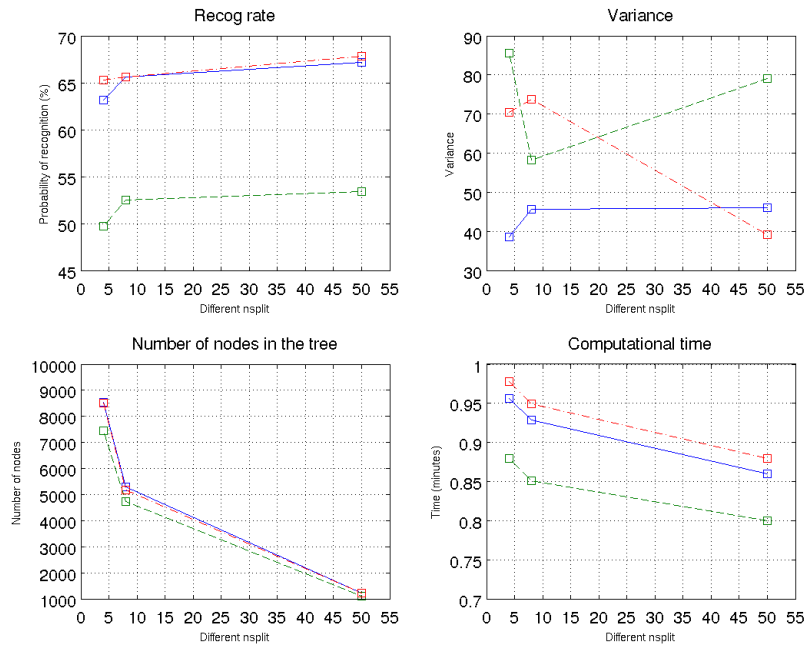 Recog rate
70
65
60
55
50
45
Probability of recognition (%)
0 5 10 15 20 25 30 35 40 45 50 55
Different nsplit
Variance
90
80
70
60
50
40
30
Variance
0 5 10 15 20 25 30 35 40 45 50 55
Different nsplit
Number of nodes in the tree
10000
9000
8000
7000
6000
5000
4000
3000
2000
1000
Number of nodes
0 5 10 15 20 25 30 35 40 45 50 55
Different nsplit
Computational time
1
0.95
0.9
0.85
0.8
0.75
0.7
Time (minutes)
0 5 10 15 20 25 30 35 40 45 50 55
Different nsplit